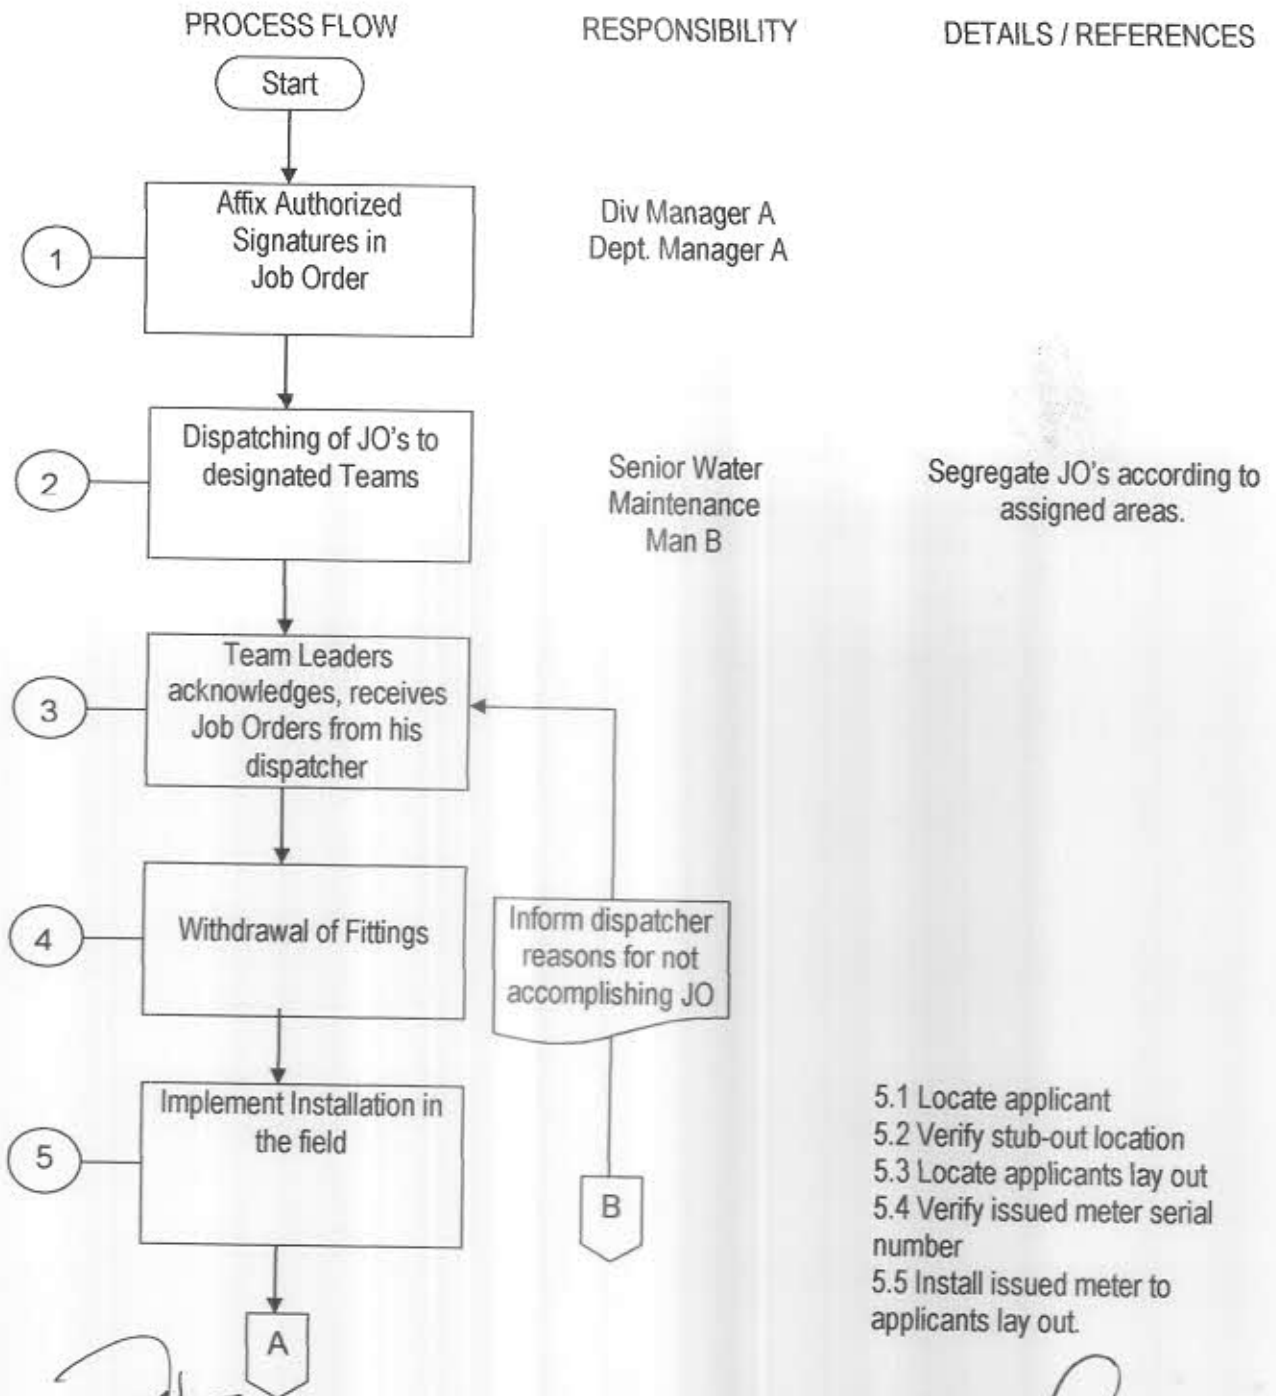 PROCESS FLOW
RESPONSIBILITY
DETAILS / REFERENCES
Start
1
Affix Authorized
Signatures in
Job Order
Div Manager A
Dept. Manager A
2
Dispatching of JO's to
designated Teams
Senior Water
Maintenance
Man B
Segregate JO's according to
assigned areas.
3
Team Leaders
acknowledges, receives
Job Orders from his
dispatcher
4
Withdrawal of Fittings
Inform dispatcher
reasons for not
accomplishing JO
5
Implement Installation in
the field
B
5.1 Locate applicant
5.2 Verify stub-out location
5.3 Locate applicants lay out
5.4 Verify issued meter serial
number
5.5 Install issued meter to
applicants lay out.
A